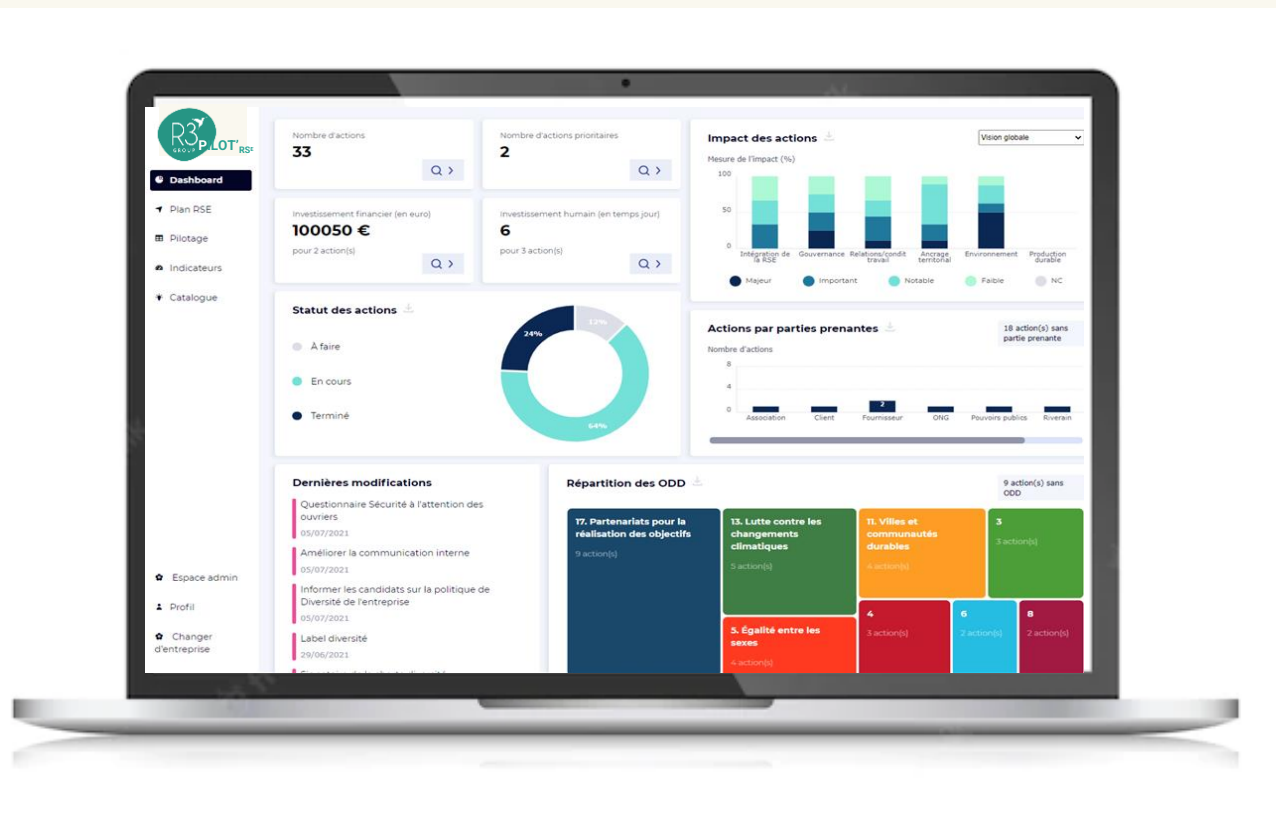 R3
GROUP
PILOT' RSE
Dashboard
Plan RSE
Pilotage
Indicateurs
Catalogue
Espace admin
Profil
Changer
d'entreprise
Nombre d'actions
33
Nombre d'actions prioritaires
2
Investissement financier (en euro)
100050 €
pour 2 action(s)
Investissement humain (en temps jour)
6
pour 3 action(s)
Impact des actions
Vision globale
Mesure de l'impact (%)
100
50
0
Intégration de
la RSE
Gouvernance
Relations/condit
travail
Ancrage
territorial
Environnement
Production
durable
Majeur
Important
Notable
Faible
NC
Statut des actions
À faire
En cours
Terminé
24%
12%
64%
Actions par parties prenantes
18 action(s) sans
partie prenante
Nombre d'actions
8
4
0
2
Association
Client
Fournisseur
ONG
Pouvoirs publics
Riverain
Dernières modifications
Questionnaire Sécurité à l'attention des
ouvriers
05/07/2021
Améliorer la communication interne
05/07/2021
Informer les candidats sur la politique de
Diversité de l'entreprise
05/07/2021
Label diversité
29/06/2021
Répartition des ODD
9 action(s) sans
ODD
17. Partenariats pour la
réalisation des objectifs
9 action(s)
13. Lutte contre les
changements
climatiques
5 action(s)
11. Villes et
communautés
durables
4 action(s)
3
3 action(s)
5. Égalité entre les
sexes
4 action(s)
4
3 action(s)
6
2 action(s)
8
2 action(s)